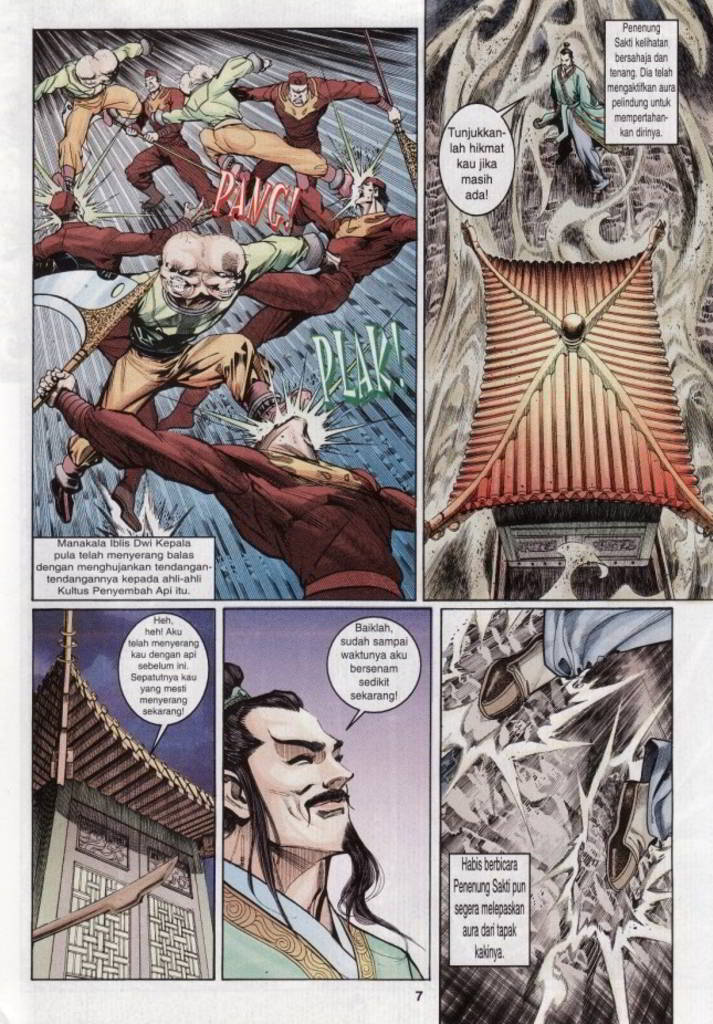 PANG!
PLAK!
Manakala Iblis Dwi Kepala
pula telah menyerang balas
dengan menghujankan tendangan-
tendangannya kepada ahli-ahli
Kultus Penyembah Api itu.
Penenung
Sakti kelihatan
bersahaja dan
tenang. Dia telah
mengaktifkan aura
pelindung untuk
mempertahan-
kan dirinya.
Tunjukkan-
lah hikmat
kau jika
masih
ada!
Heh,
heh! Aku
telah menyerang
kau dengan api
sebelum ini.
Sepatutnya kau
yang mesti
menyerang
sekarang!
Baiklah,
sudah sampai
waktunya aku
bersenam
sedikit
sekarang!
Habis berbicara
Penenung Sakti pun
segera melepaskan
aura dari tapak
kakinya.
7